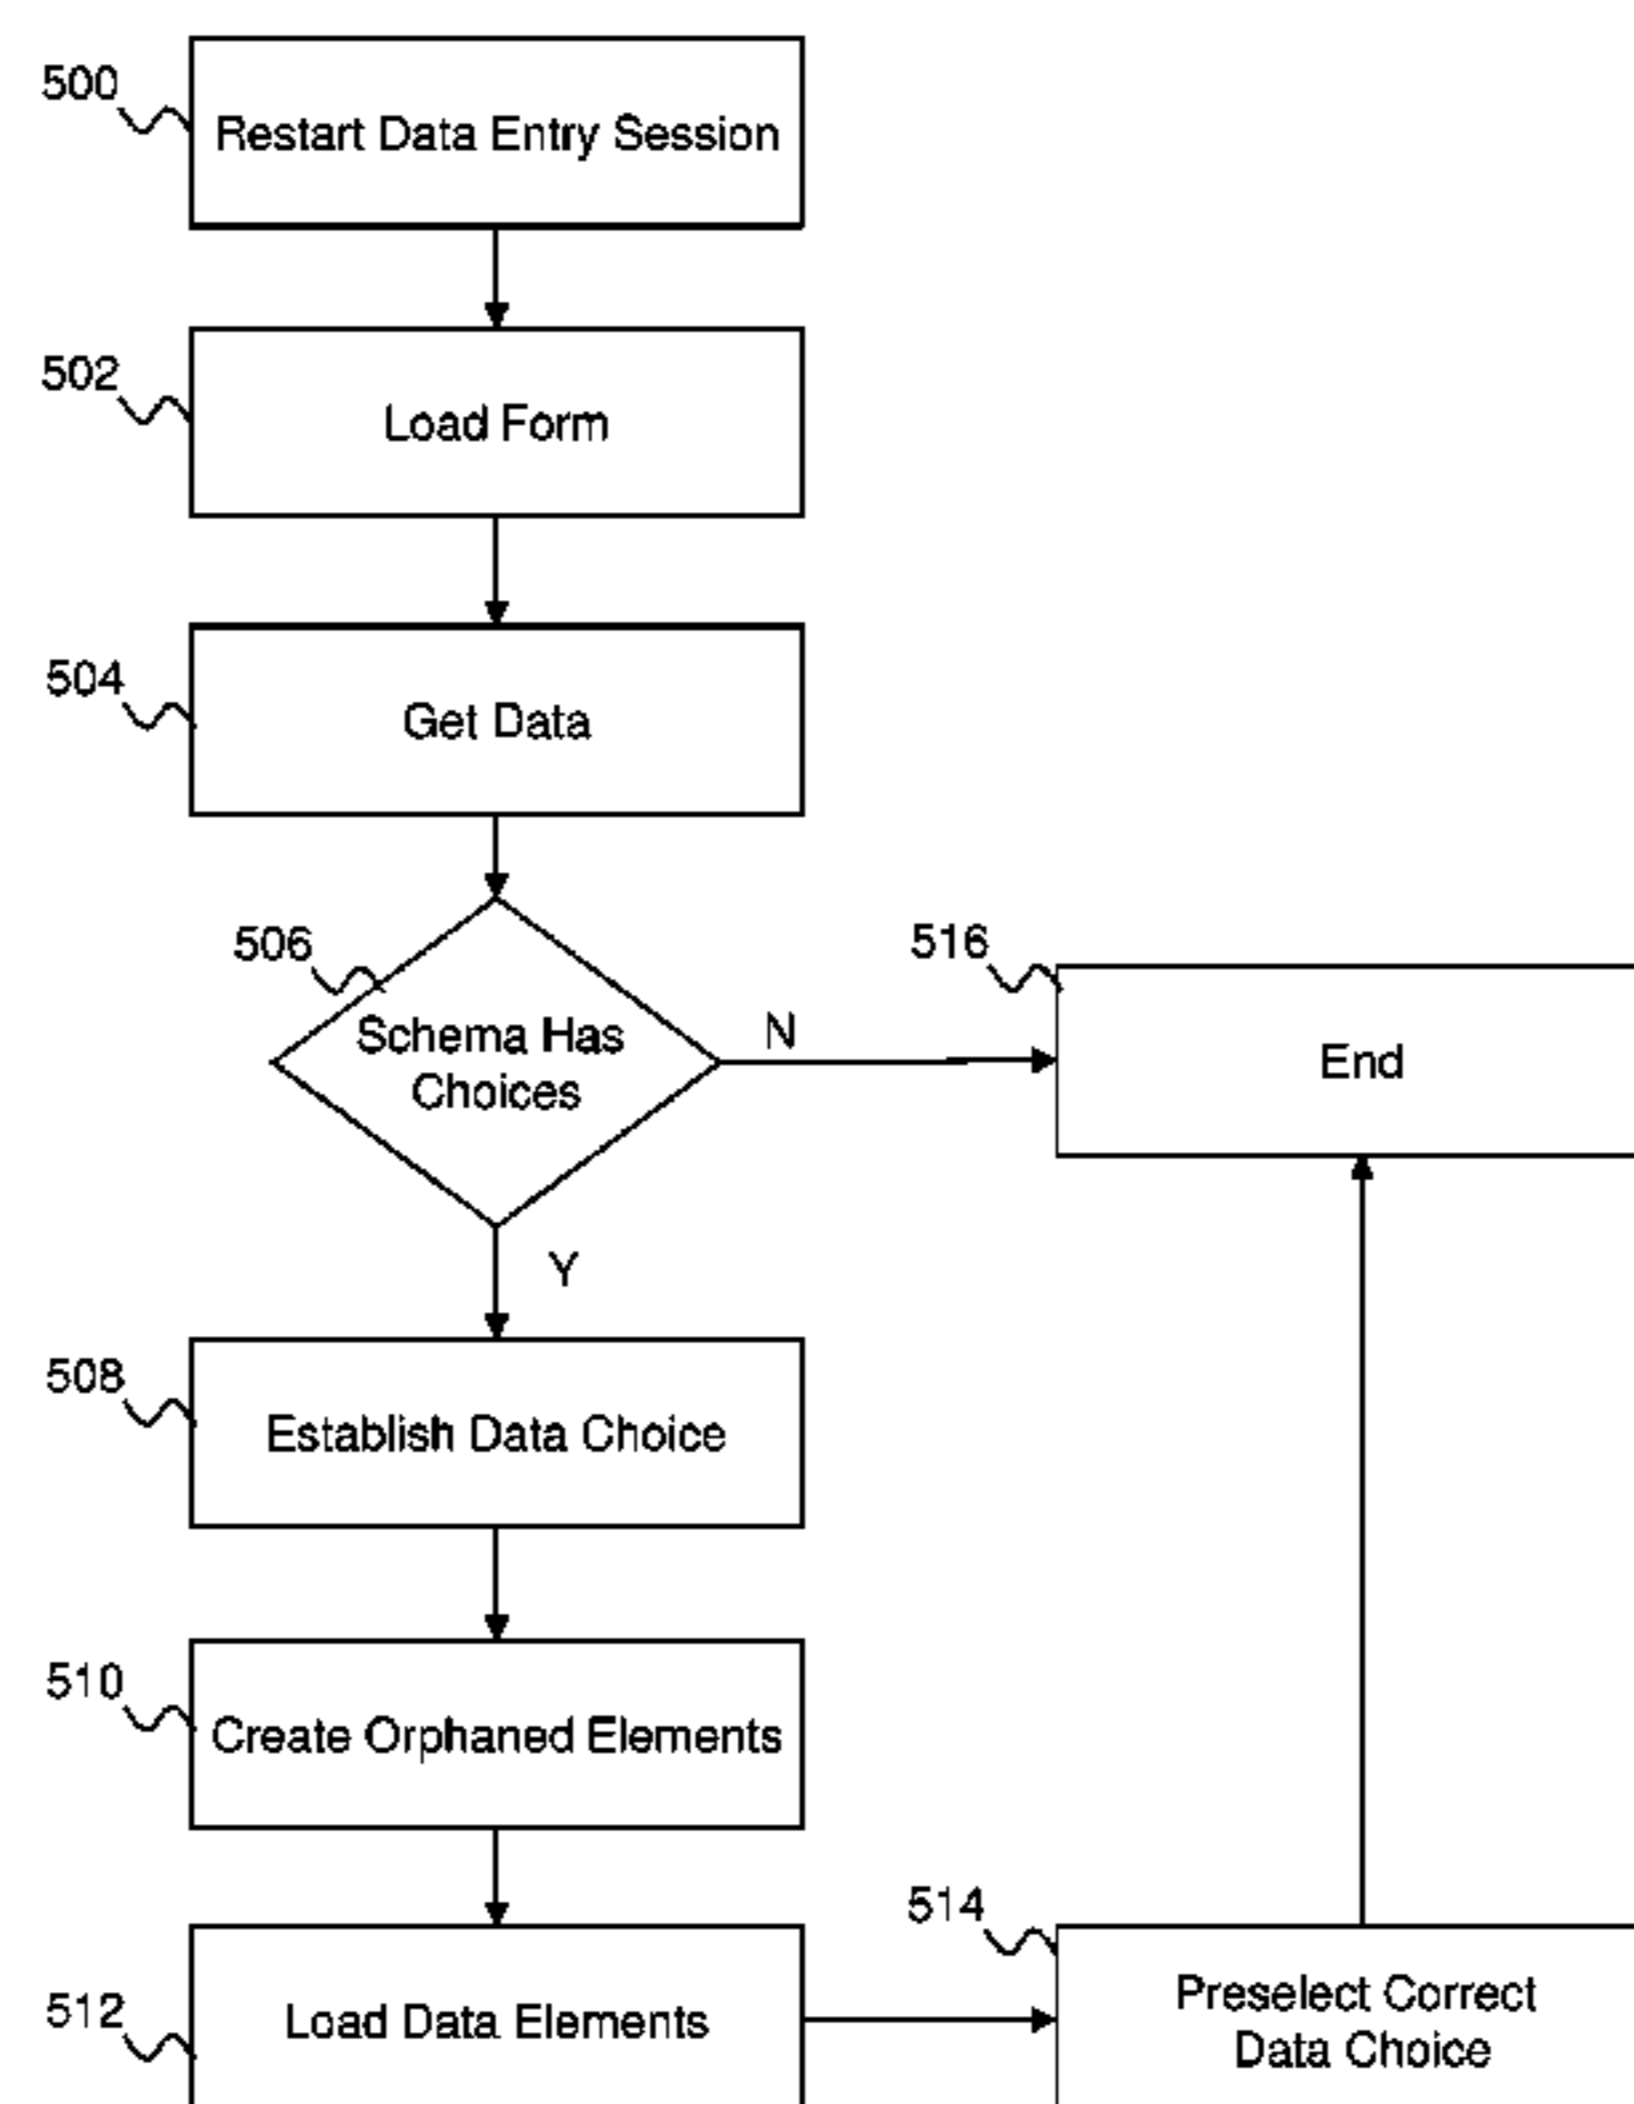 500
Restart Data Entry Session
502
Load Form
504
Get Data
506
Schema Has
Choices
N
516
End
Y
508
Establish Data Choice
510
Create Orphaned Elements
512
Load Data Elements
514
Preselect Correct
Data Choice